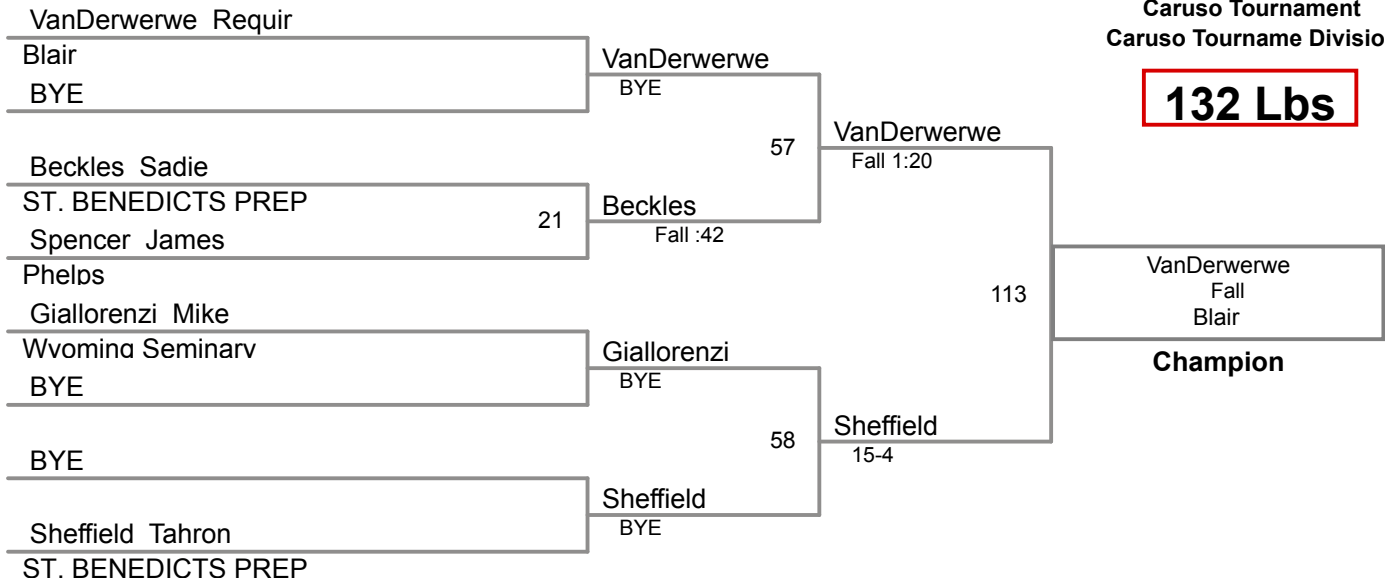 Caruso Tournament
Caruso Tourname Divisio
132 Lbs
VanDerwerwe Requir
Blair
BYE
Beckles Sadie
ST. BENEDICTS PREP
Spencer James
Phelps
Giallorenzi Mike
Wyoming Seminary
BYE
BYE
Sheffield Tahron
ST. BENEDICTS PREP
21
VanDerwerwe
BYE
Beckles
Fall :42
Giallorenzi
BYE
Sheffield
BYE
57
58
VanDerwerwe
Fall 1:20
Sheffield
15-4
113
VanDerwerwe
Fall
Blair
Champion